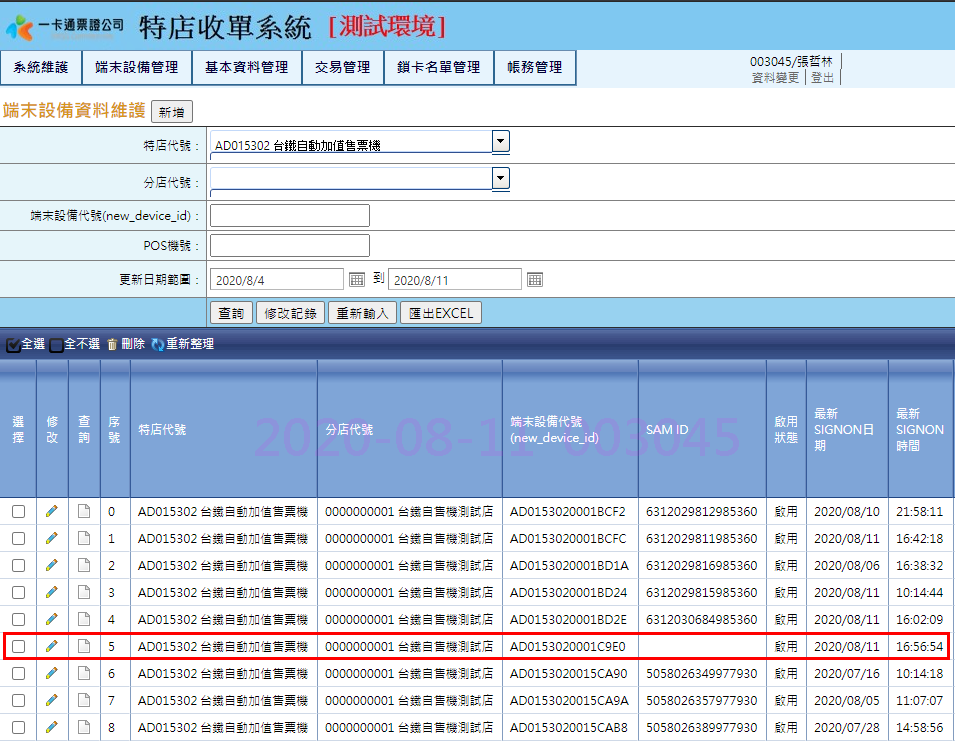 一卡通票證公司 特店收單系統 [測試環境]
系統維護 端末設備管理 基本資料管理 交易管理 鎖卡名單管理 帳務管理
003045/張哲林
資料變更 登出
端末設備資料維護 新增
特店代號： AD015302 台鐵自動加值售票機
分店代號：
端末設備代號(new_device_id)：
POS機號：
更新日期範圍： 2020/8/4 到 2020/8/11
查詢 修改記錄 重新輸入 匯出EXCEL
全選 全不選 刪除 重新整理
選擇 修改 查詢 序號 特店代號 分店代號 端末設備代號(new_device_id) SAM ID 啟用狀態 最新SIGNON日期 最新SIGNON時間
2020-08-11 003045
0 AD015302 台鐵自動加值售票機 0000000001 台鐵自售機測試店 AD0153020001BCF2 6312029812985360 啟用 2020/08/10 21:58:11
1 AD015302 台鐵自動加值售票機 0000000001 台鐵自售機測試店 AD0153020001BCFC 6312029811985360 啟用 2020/08/11 16:42:18
2 AD015302 台鐵自動加值售票機 0000000001 台鐵自售機測試店 AD0153020001BD1A 6312029816985360 啟用 2020/08/06 16:38:32
3 AD015302 台鐵自動加值售票機 0000000001 台鐵自售機測試店 AD0153020001BD24 6312029815985360 啟用 2020/08/11 10:14:44
4 AD015302 台鐵自動加值售票機 0000000001 台鐵自售機測試店 AD0153020001BD2E 6312030684985360 啟用 2020/08/11 16:02:09
5 AD015302 台鐵自動加值售票機 0000000001 台鐵自售機測試店 AD0153020001C9E0 啟用 2020/08/11 16:56:54
6 AD015302 台鐵自動加值售票機 0000000001 台鐵自售機測試店 AD0153020015CA90 5058026349977930 啟用 2020/07/16 10:14:18
7 AD015302 台鐵自動加值售票機 0000000001 台鐵自售機測試店 AD0153020015CA9A 5058026357977930 啟用 2020/08/05 11:07:07
8 AD015302 台鐵自動加值售票機 0000000001 台鐵自售機測試店 AD0153020015CAB8 5058026389977930 啟用 2020/07/28 14:58:56